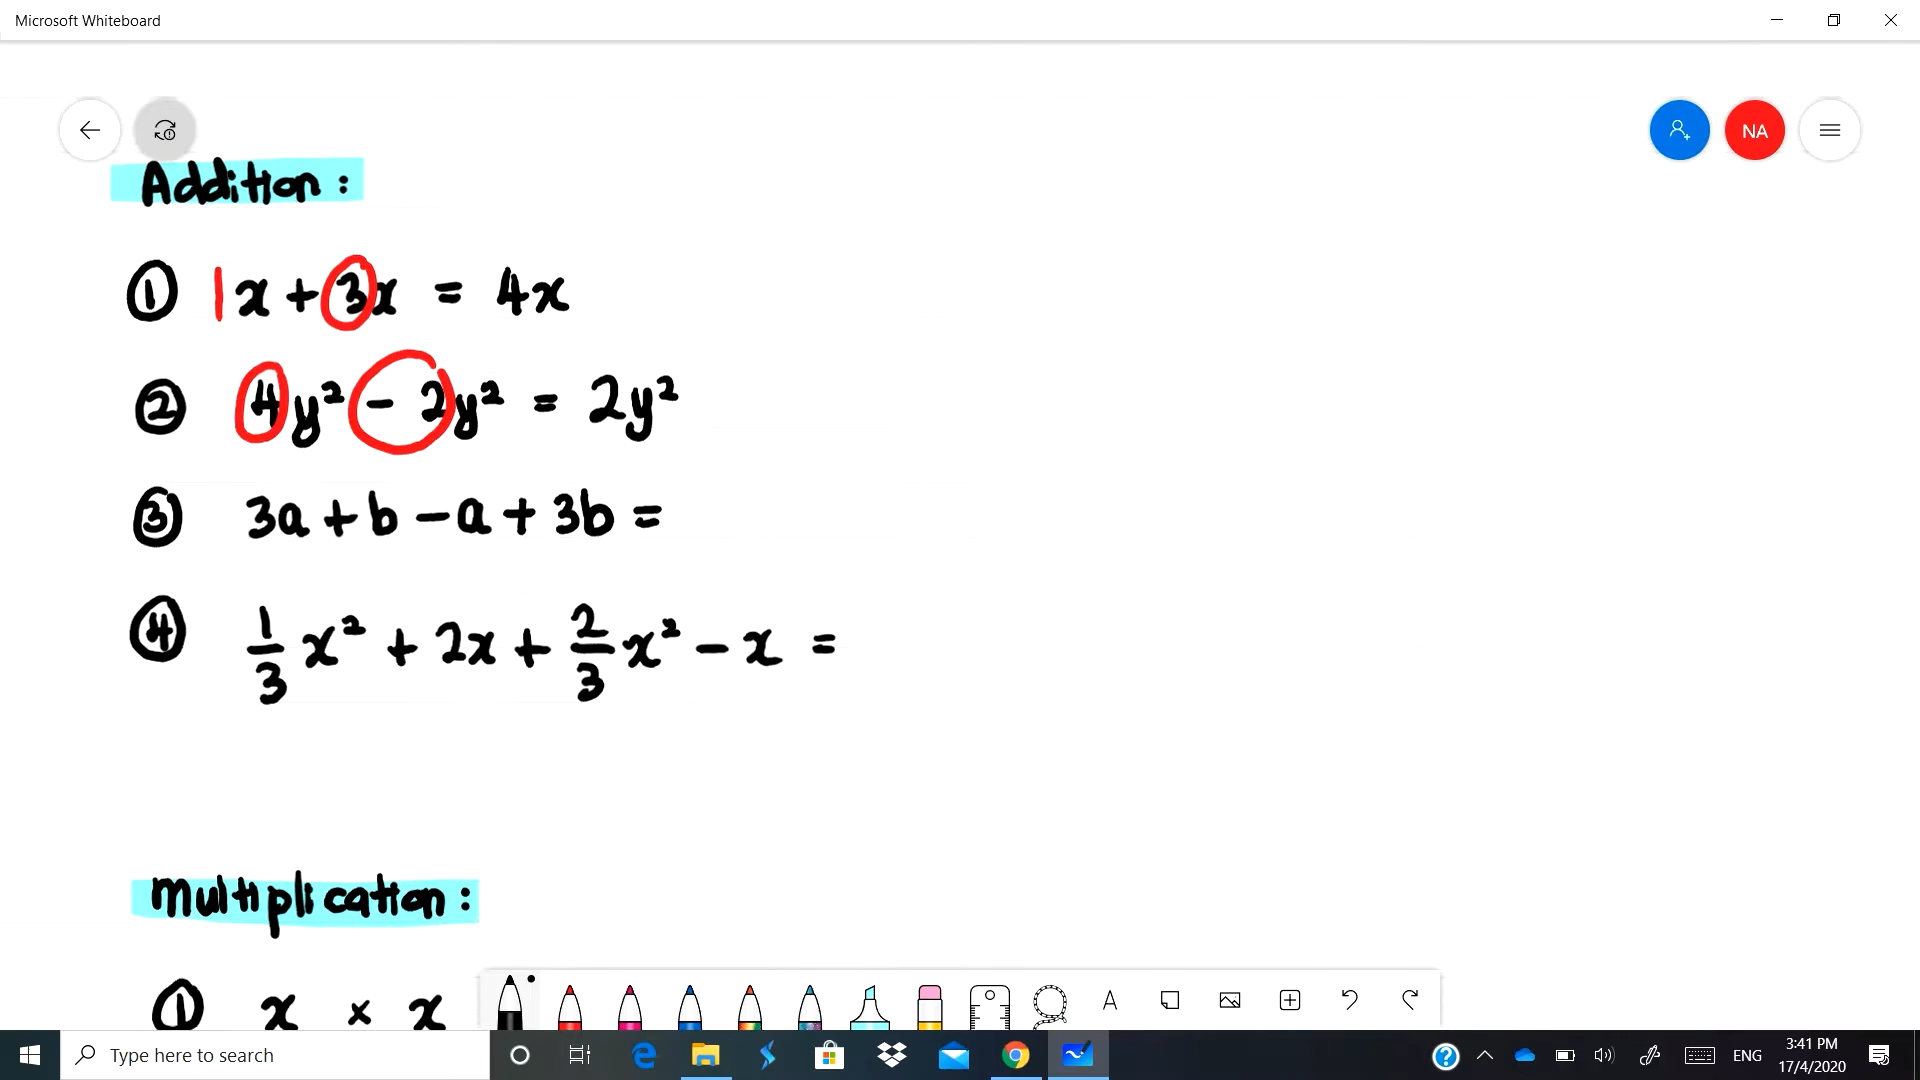 Microsoft Whiteboard
NA
Addition:
① 1x + 3x = 4x
② 4y² - 2y² = 2y²
③ 3a + b - a + 3b =
④ 1/3 x² + 2x + 2/3 x² - x =
Multiplication:
① x × x
A
Type here to search
ENG
3:41 PM
17/4/2020